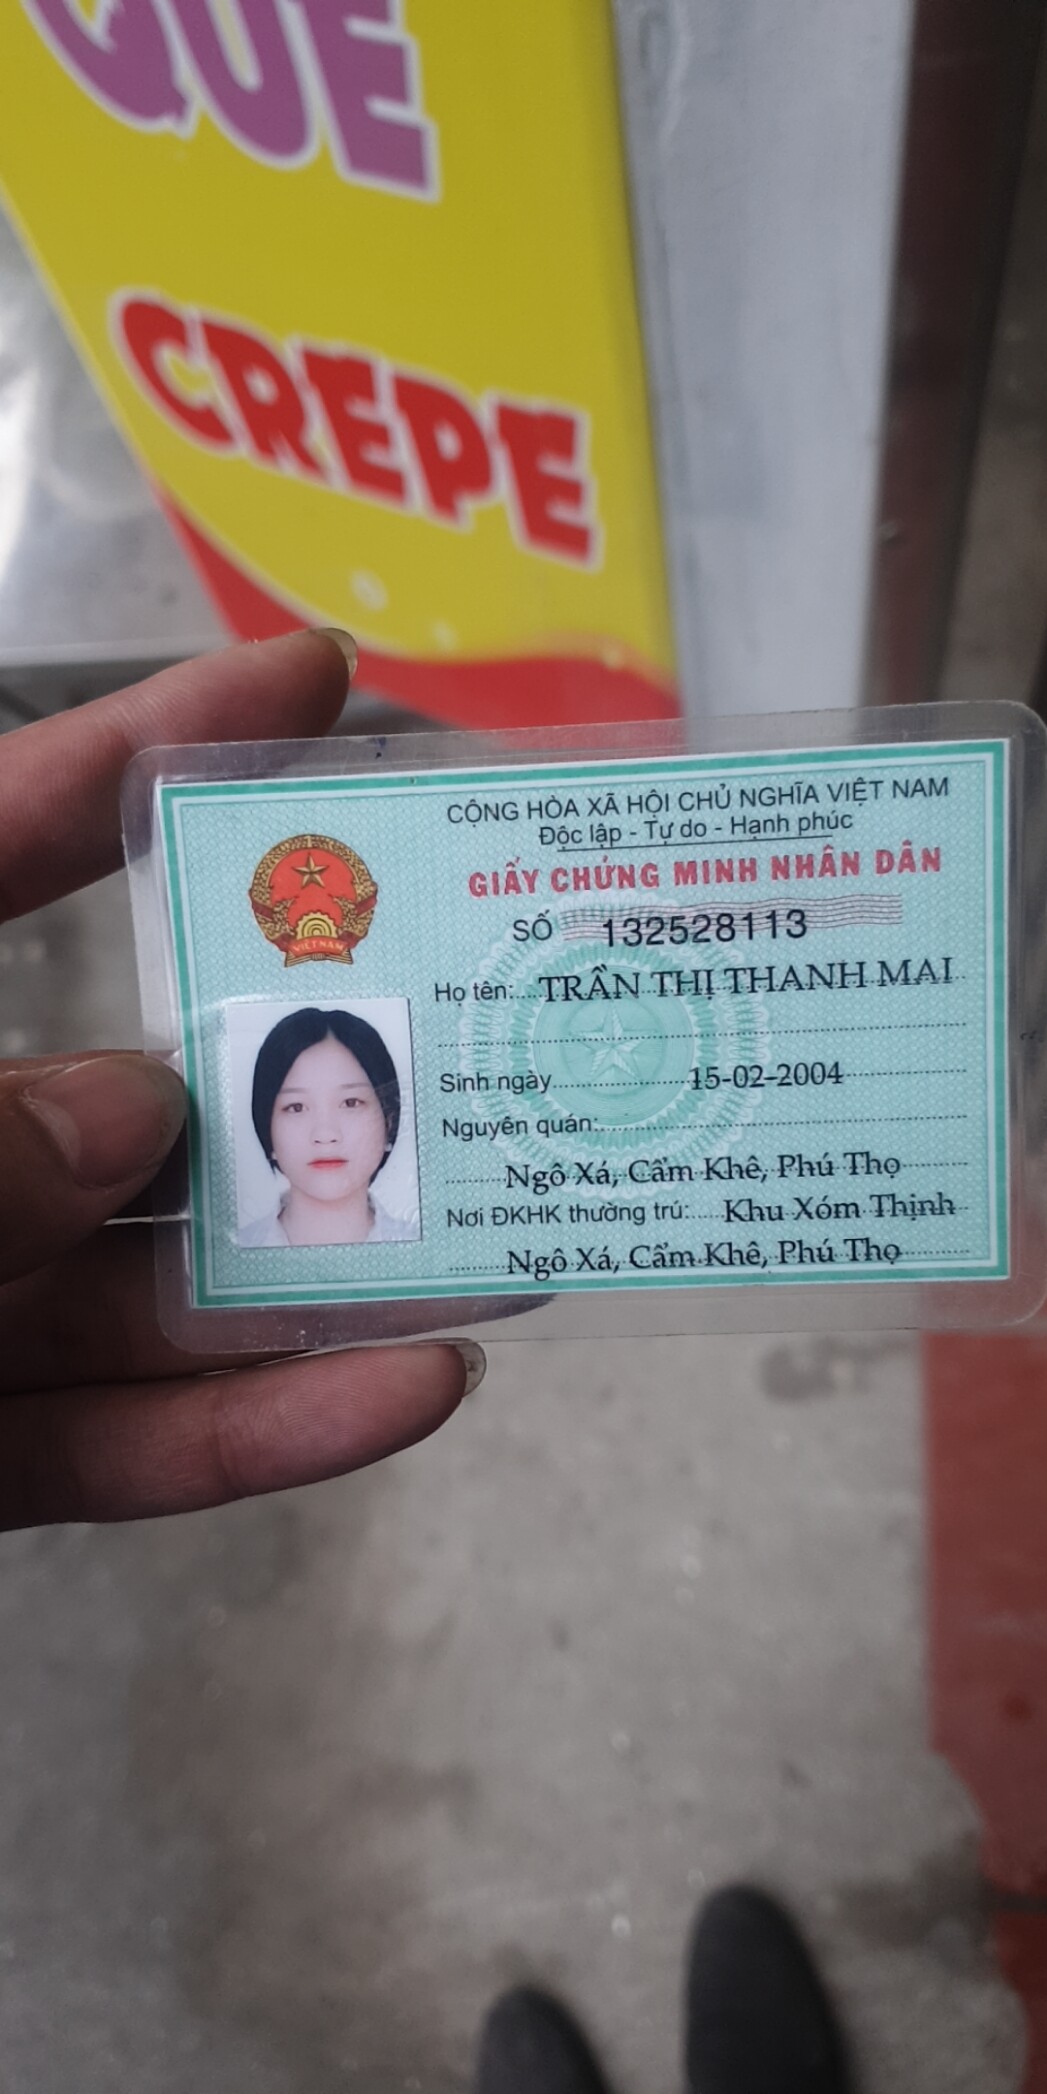 QUE
CREPE
CỘNG HÒA XÃ HỘI CHỦ NGHĨA VIỆT NAM
Độc lập - Tự do - Hạnh phúc
GIẤY CHỨNG MINH NHÂN DÂN
SỐ 132528113
VIỆT NAM
Họ tên: TRẦN THỊ THANH MAI
Sinh ngày 15-02-2004
Nguyên quán:
Ngô Xá, Cẩm Khê, Phú Thọ
Nơi ĐKHK thường trú: Khu Xóm Thịnh
Ngô Xá, Cẩm Khê, Phú Thọ